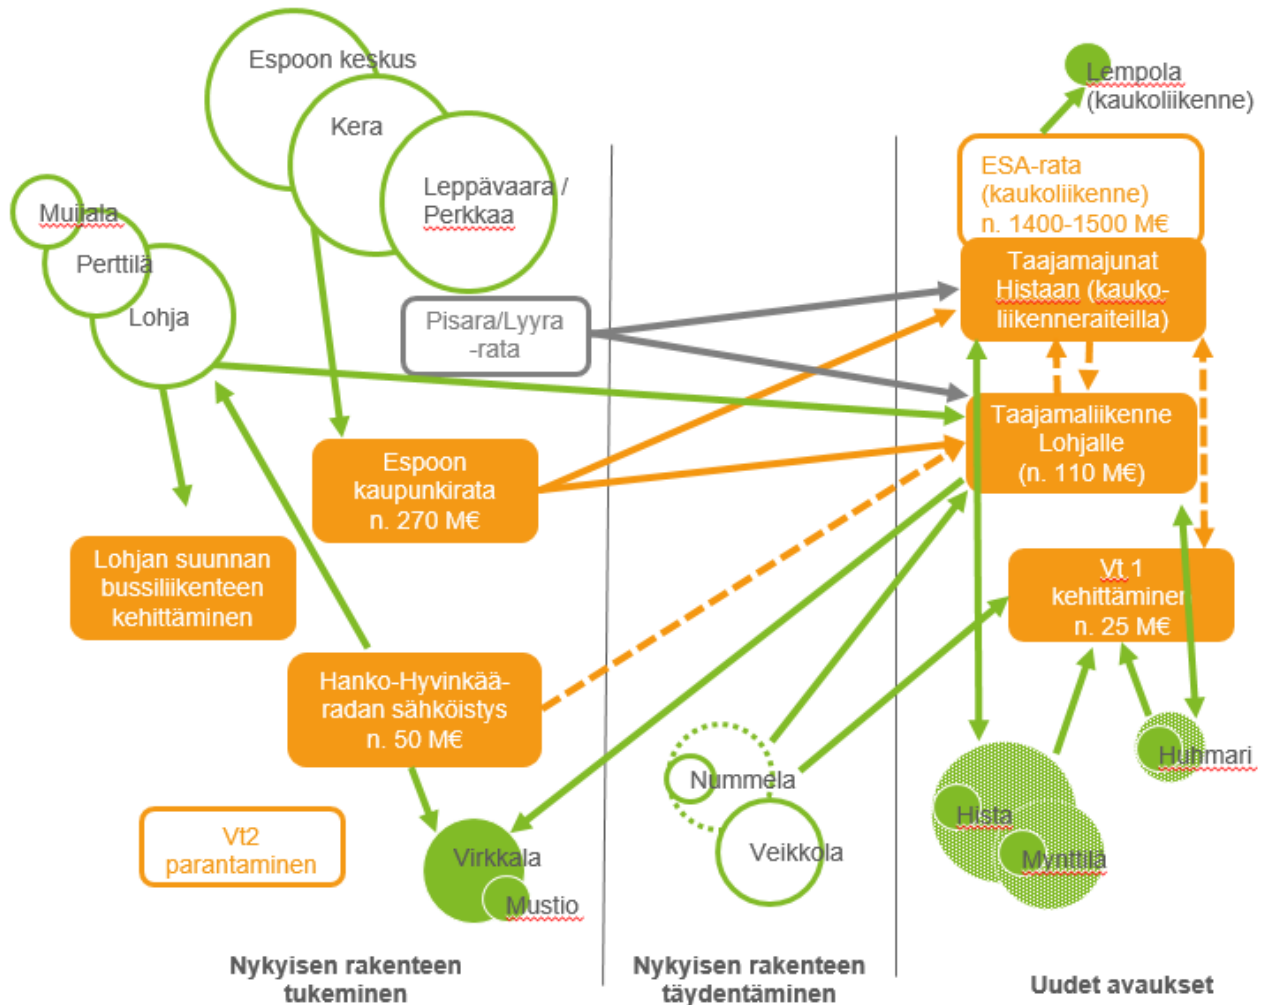 Espoon keskus
Kera
Leppävaara /
Perkkaa
Muijala
Perttilä
Lohja
Pisara/Lyyra
-rata
Espoon
kaupunkirata
n. 270 M€
Lohjan suunnan
bussiliikenteen
kehittäminen
Hanko-Hyvinkää-
radan sähköistys
n. 50 M€
Vt2
parantaminen
Virkkala
Mustio
Nykyisen rakenteen
tukeminen
Nummela
Veikkola
Nykyisen rakenteen
täydentäminen
Lempola
(kaukoliikenne)
ESA-rata
(kaukoliikenne)
n. 1400-1500 M€
Taajamajunat
Histaan (kauko-
liikenneraiteilla)
Taajamaliikenne
Lohjalle
(n. 110 M€)
Vt.1
kehittäminen
n. 25 M€
Huhmari
Hista
Mynttilä
Uudet avaukset